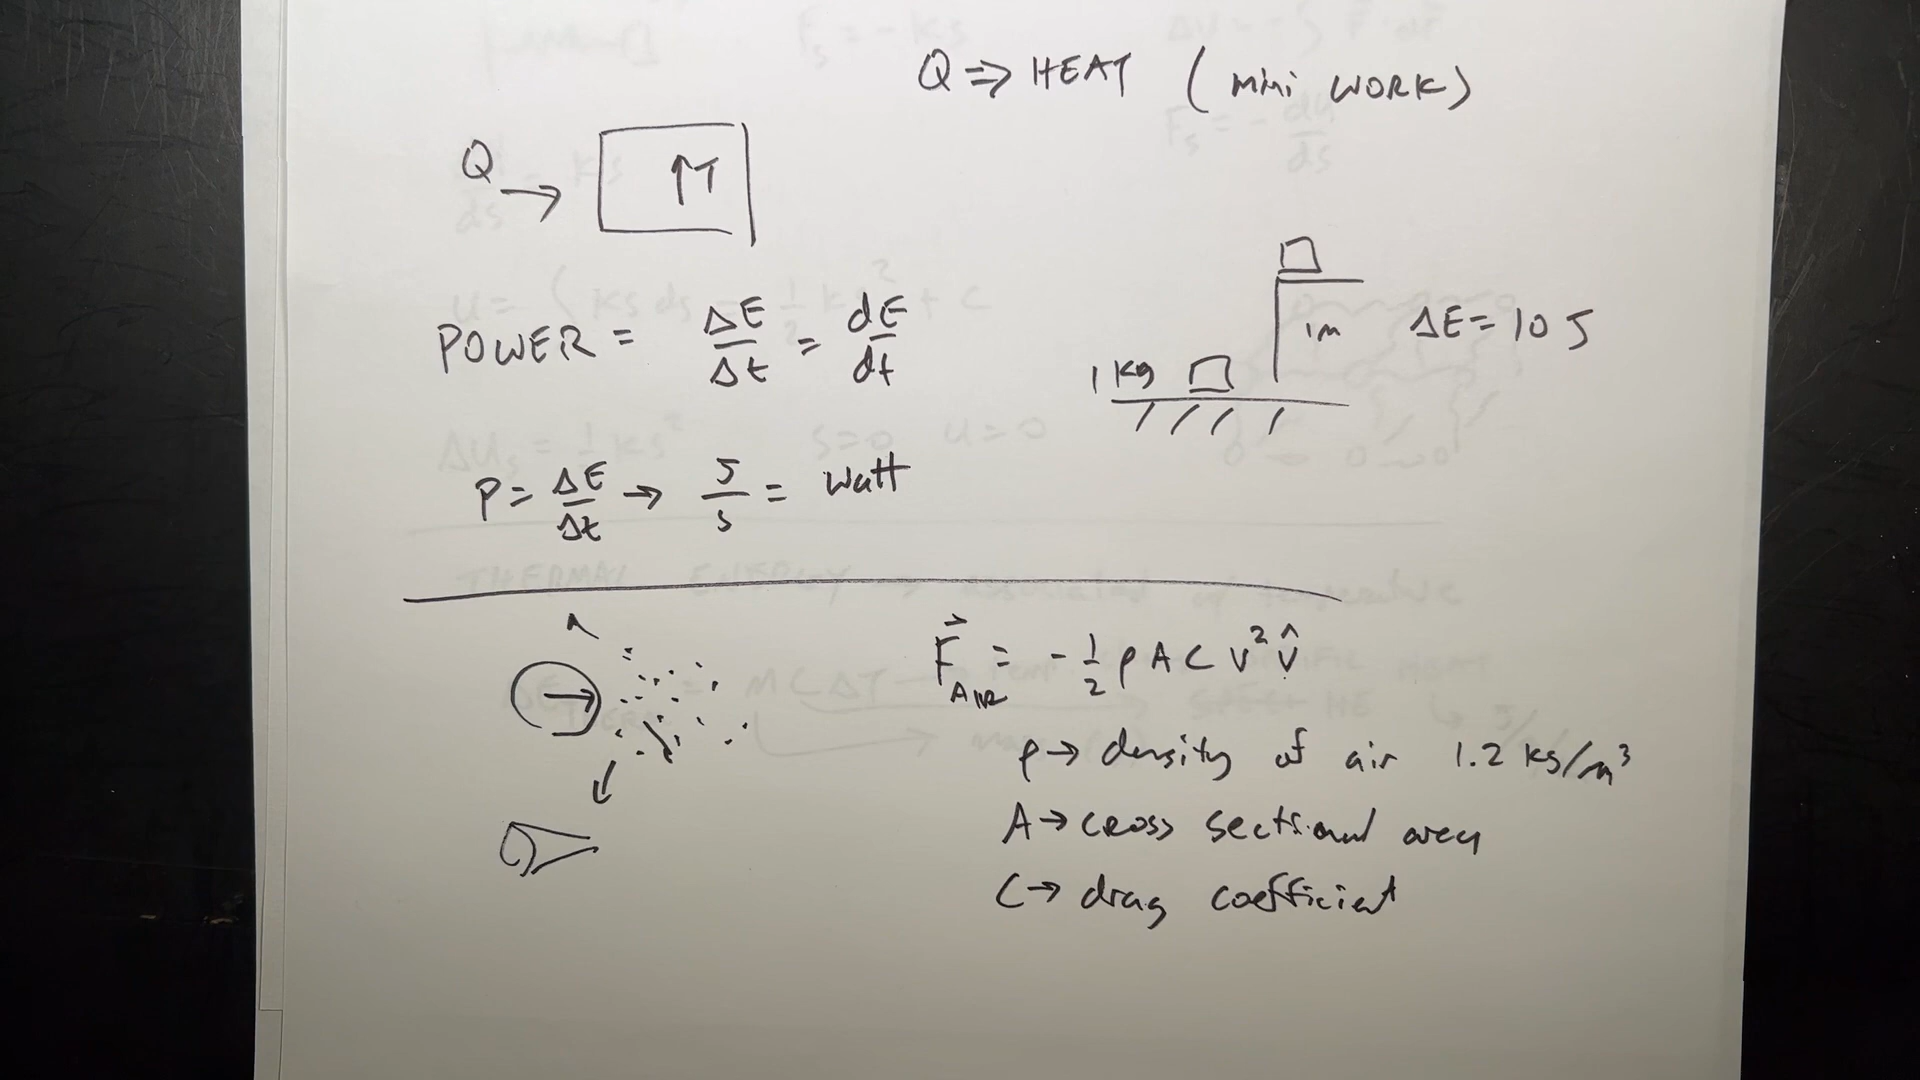 Q ⇒ HEAT (mini WORK)
Q → ↑T
POWER = ΔE/Δt = dE/dt
1m ΔE = 10 J
1 kg
P = ΔE/Δt → J/s = Watt
F⃗_AIR = - 1/2 ρ A C v² v̂
ρ → density of air 1.2 kg/m³
A → cross sectional area
C → drag coefficient